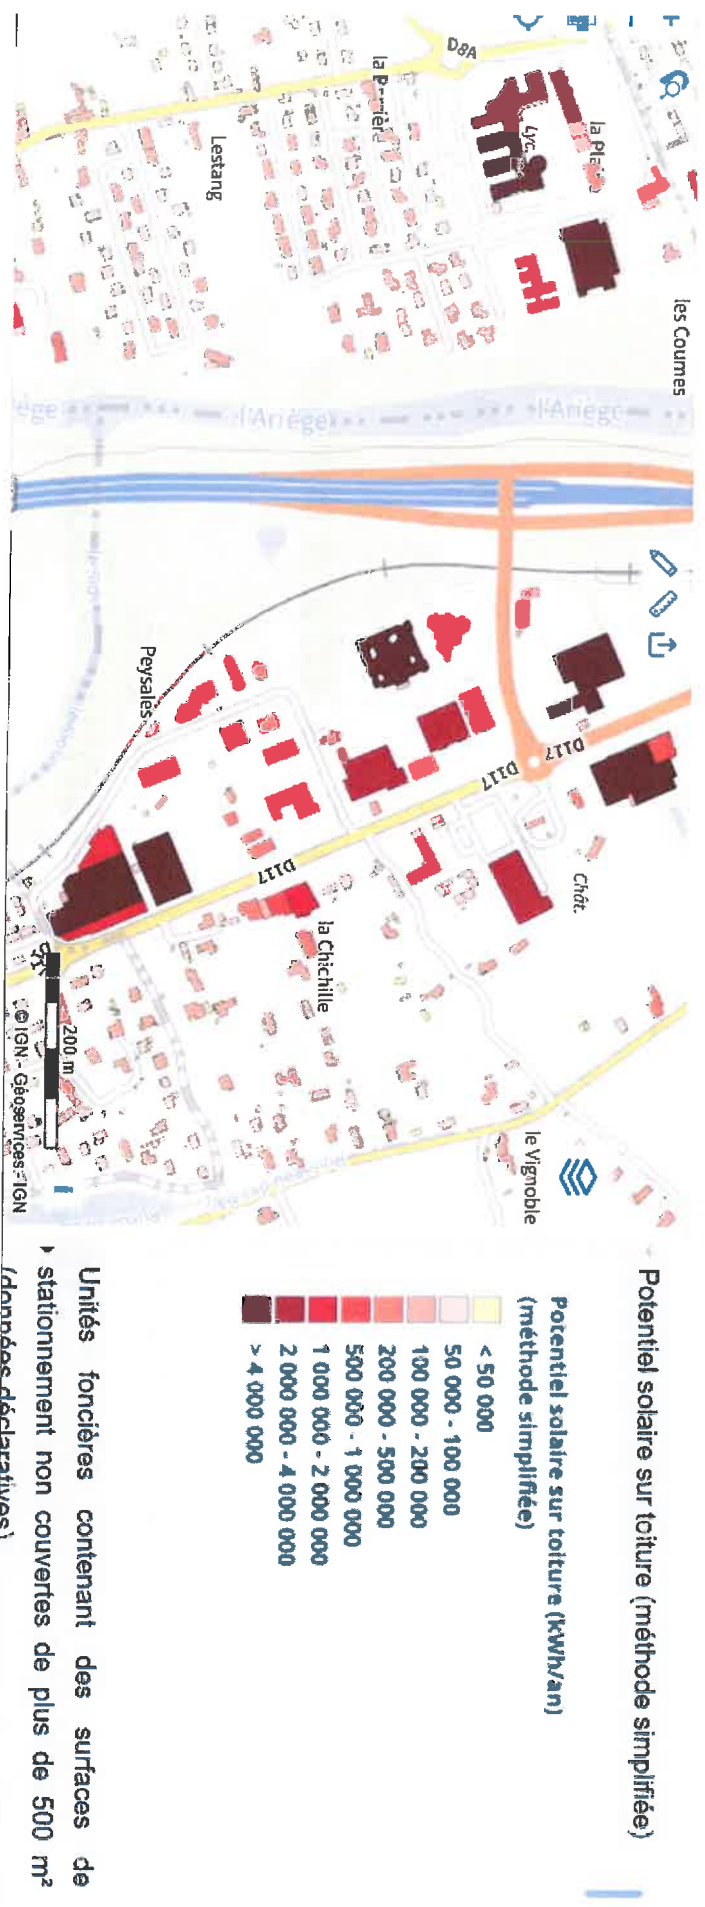 Potentiel solaire sur toiture (méthode simplifiée)
Potentiel solaire sur toiture (kWh/an)
(méthode simplifiée)
< 50 000
50 000 - 100 000
100 000 - 200 000
200 000 - 500 000
500 000 - 1 000 000
1 000 000 - 2 000 000
2 000 000 - 4 000 000
> 4 000 000
Unités foncières contenant des surfaces de
stationnement non couvertes de plus de 500 m²
(données déclaratives)
les Coumes
D8A
Lyc.
la Barrière
Lestang
l'Ariège
l'Ariège
D117
D117
D117
Chât.
Peysales
la Chichille
le Vignoble
200 m
© IGN - Géoservices - IGN